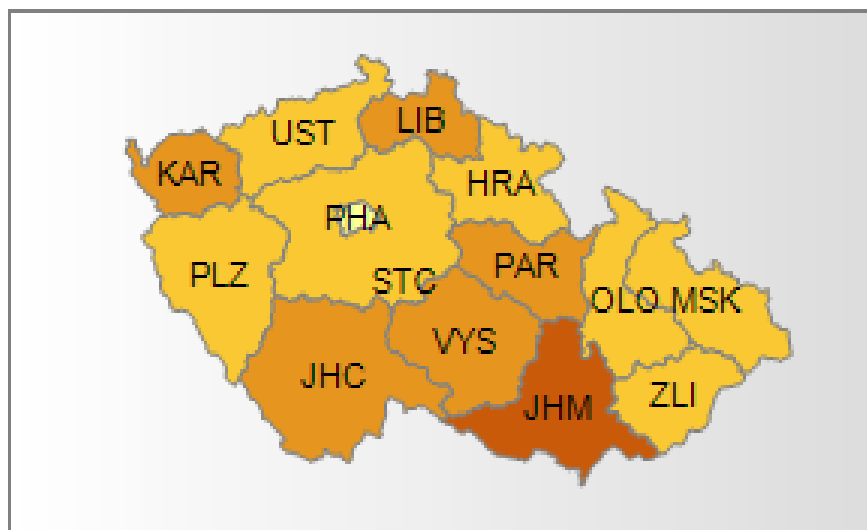 LIB
UST
KAR
HRA
PHA
PAR
PLZ
STC
OLO
MSK
VYS
JHC
ZLI
JHM